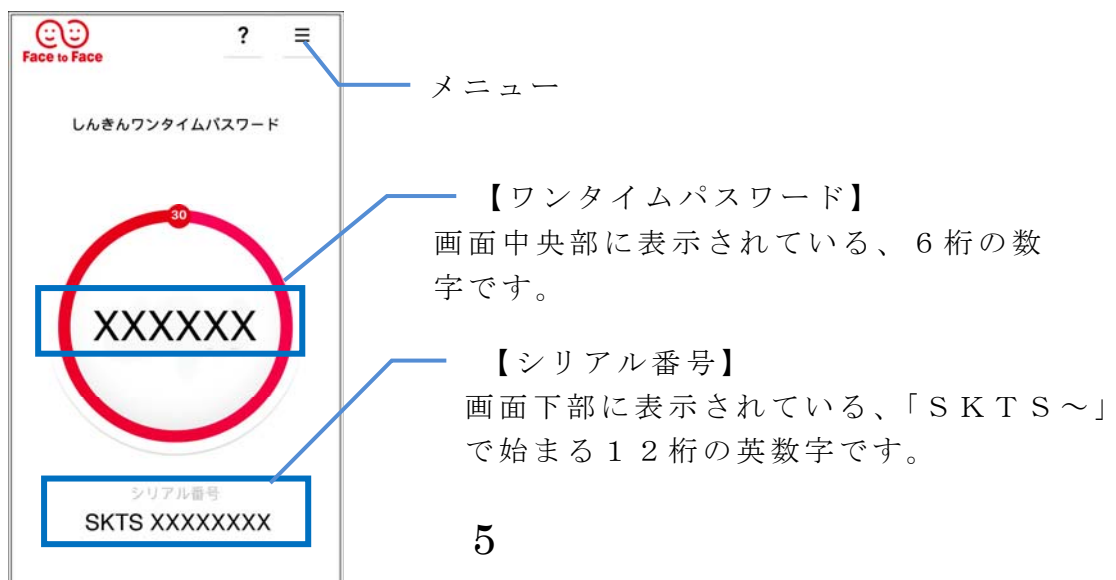 Face to Face
?
メニュー
しんきんワンタイムパスワード
30
XXXXXX
シリアル番号
SKTS XXXXXXXX
【ワンタイムパスワード】
画面中央部に表示されている、6桁の数
字です。
【シリアル番号】
画面下部に表示されている、「SKTS～」
で始まる12桁の英数字です。
5